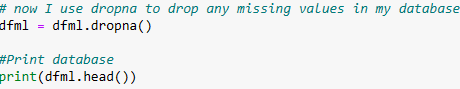 # now I use dropna to drop any missing values in my database
dfml = dfml.dropna()
#Print database
print(dfml.head())